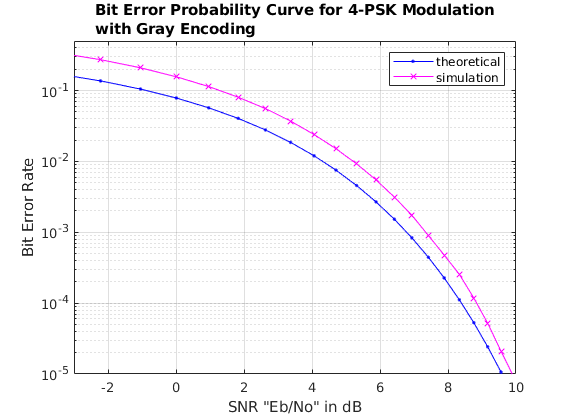 Bit Error Probability Curve for 4-PSK Modulation
with Gray Encoding
theoretical
simulation
Bit Error Rate
10^-1
10^-2
10^-3
10^-4
10^-5
-2 0 2 4 6 8 10
SNR "Eb/No" in dB